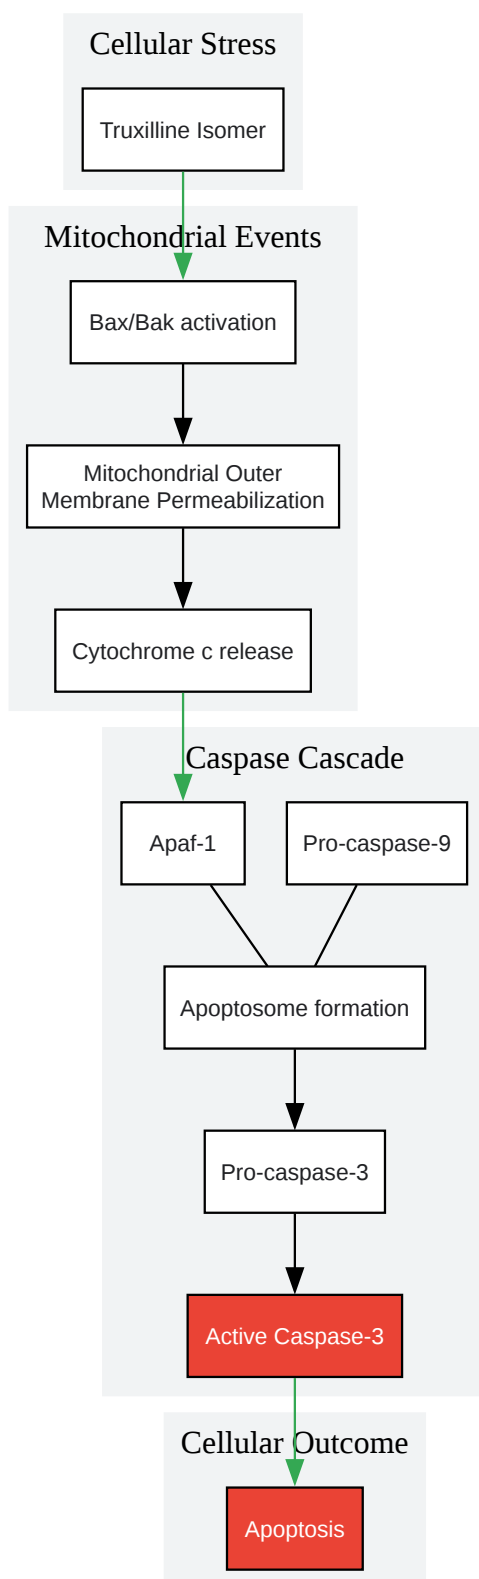 Cellular Stress
Truxilline Isomer
Mitochondrial Events
Bax/Bak activation
Mitochondrial Outer
Membrane Permeabilization
Cytochrome c release
Caspase Cascade
Apaf-1
Pro-caspase-9
Apoptosome formation
Pro-caspase-3
Active Caspase-3
Cellular Outcome
Apoptosis